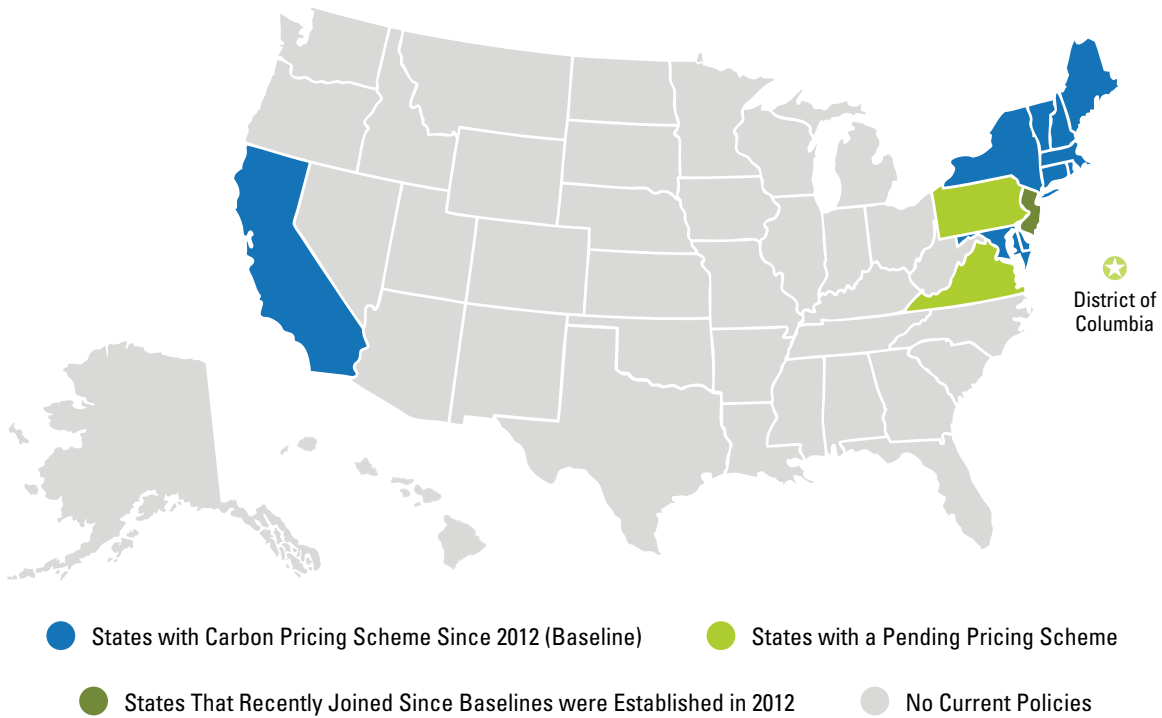 District of
Columbia
States with Carbon Pricing Scheme Since 2012 (Baseline)
States with a Pending Pricing Scheme
States That Recently Joined Since Baselines were Established in 2012
No Current Policies